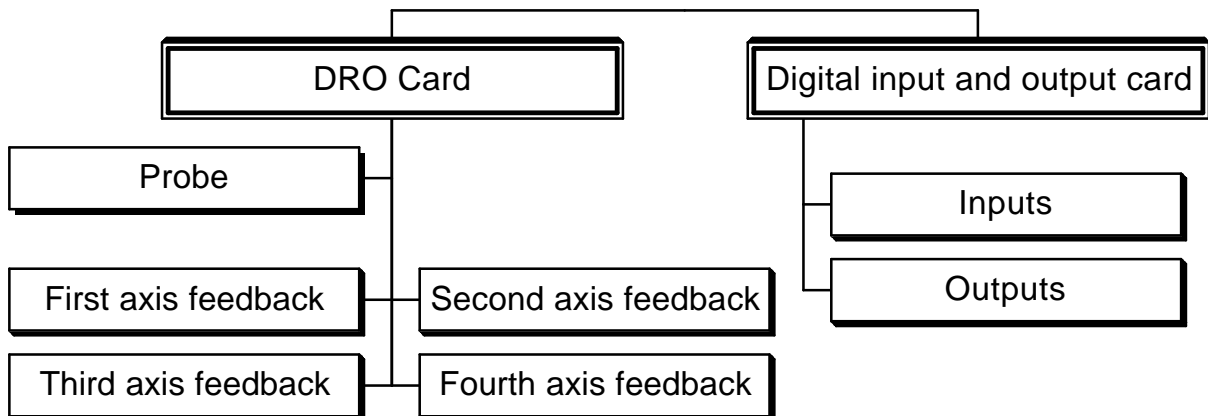 DRO Card
Digital input and output card
Probe
Inputs
First axis feedback
Second axis feedback
Outputs
Third axis feedback
Fourth axis feedback